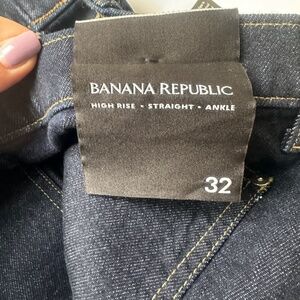 BANANA REPUBLIC
HIGH RISE • STRAIGHT • ANKLE
32